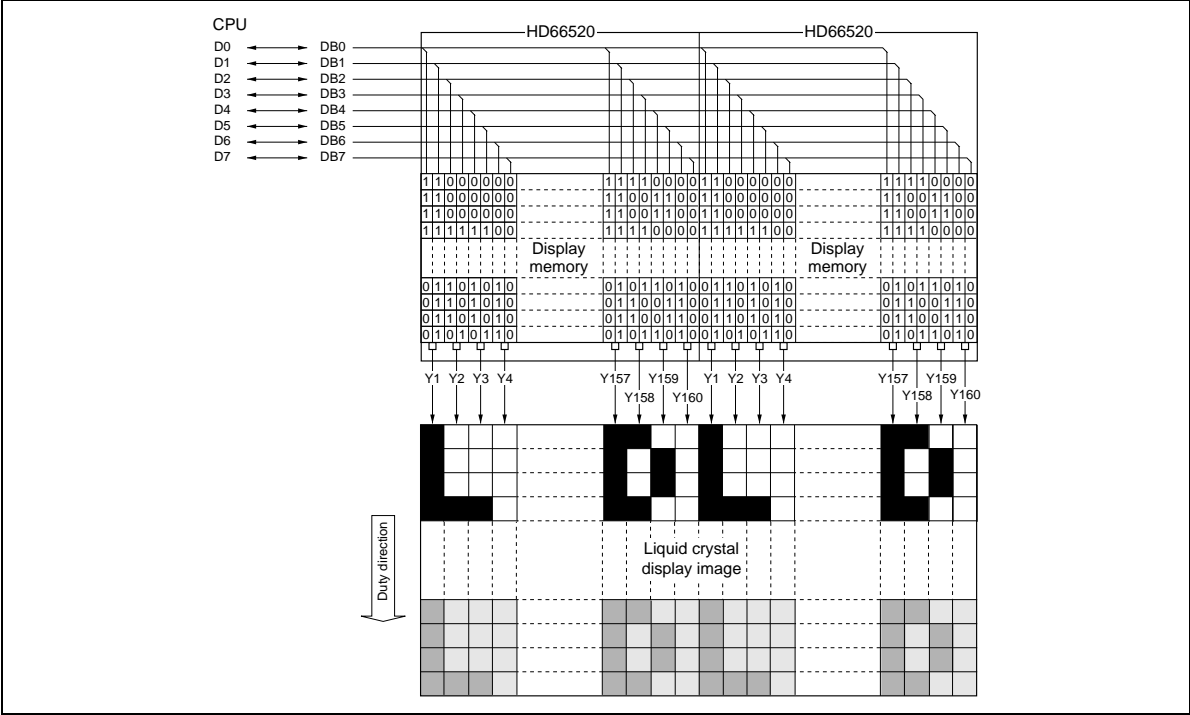 CPU
HD66520 HD66520
D0 DB0
D1 DB1
D2 DB2
D3 DB3
D4 DB4
D5 DB5
D6 DB6
D7 DB7
1 1 0 0 0 0 0 0 1 1 1 1 0 0 0 0 1 1 0 0 0 0 0 0 1 1 1 1 0 0 0 0
1 1 0 0 0 0 0 0 1 1 0 0 1 1 0 0 1 1 0 0 0 0 0 0 1 1 0 0 1 1 0 0
1 1 0 0 0 0 0 0 1 1 0 0 1 1 0 0 1 1 0 0 0 0 0 0 1 1 0 0 1 1 0 0
1 1 1 1 1 1 0 0 1 1 1 1 0 0 0 0 1 1 1 1 1 1 0 0 1 1 1 1 0 0 0 0
Display memory
Display memory
0 1 1 0 1 0 1 0 0 1 0 1 1 0 1 0 0 1 1 0 1 0 1 0 0 1 0 1 1 0 1 0
0 1 1 0 1 0 1 0 0 1 1 0 0 1 1 0 0 1 1 0 1 0 1 0 0 1 1 0 0 1 1 0
0 1 1 0 1 0 1 0 0 1 1 0 0 1 1 0 0 1 1 0 1 0 1 0 0 1 1 0 0 1 1 0
0 1 0 1 0 1 1 0 0 1 0 1 1 0 1 0 0 1 0 1 0 1 1 0 0 1 0 1 1 0 1 0
Y1 Y2 Y3 Y4 Y157 Y159 Y1 Y2 Y3 Y4 Y157 Y159
Y158 Y160 Y158 Y160
Liquid crystal
display image
Duty direction